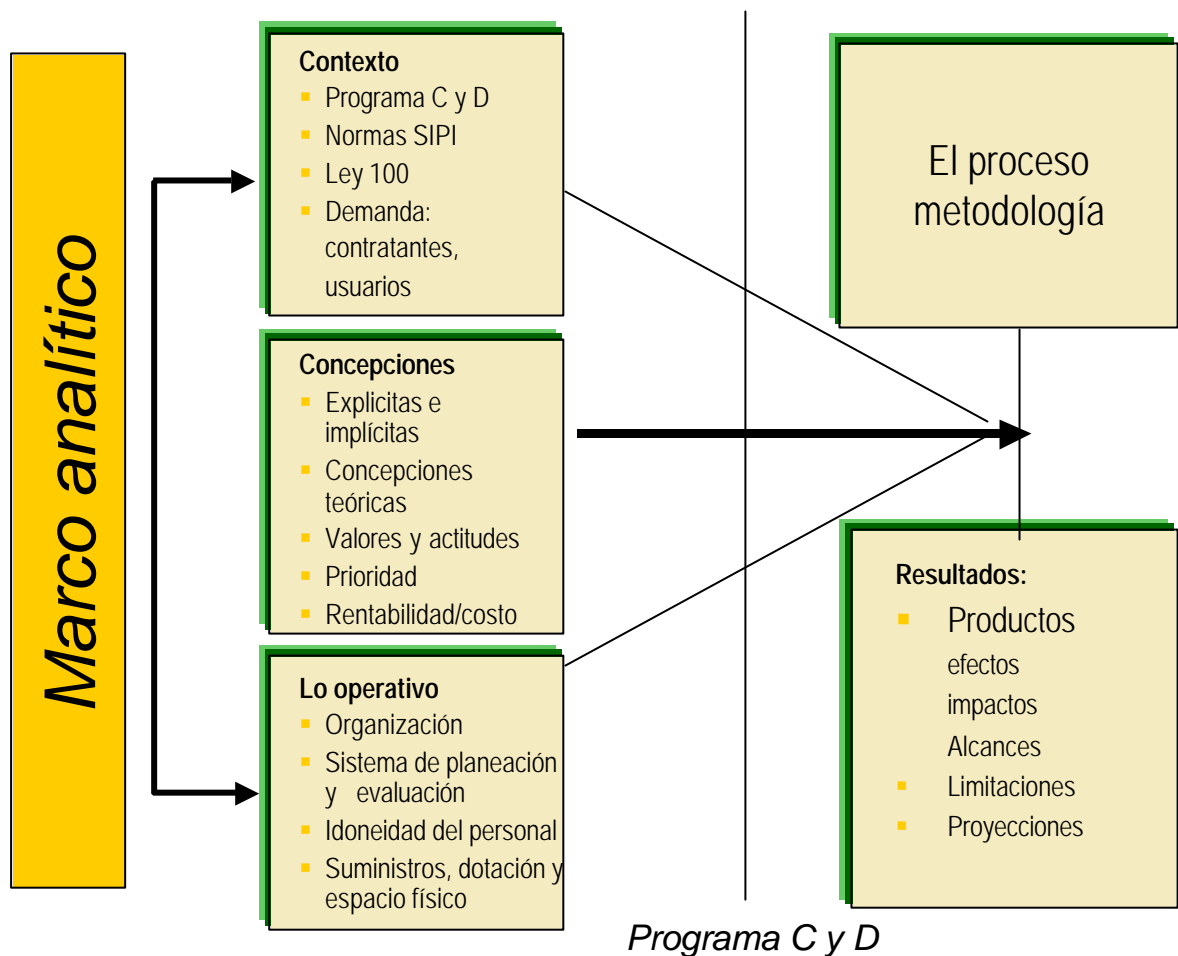 Marco analítico
Contexto
▪ Programa C y D
▪ Normas SIPI
▪ Ley 100
▪ Demanda:
contratantes,
usuarios
Concepciones
▪ Explicitas e
implícitas
▪ Concepciones
teóricas
▪ Valores y actitudes
▪ Prioridad
▪ Rentabilidad/costo
Lo operativo
▪ Organización
▪ Sistema de planeación
y evaluación
▪ Idoneidad del personal
▪ Suministros, dotación y
espacio físico
El proceso
metodología
Resultados:
▪ Productos
efectos
impactos
Alcances
▪ Limitaciones
▪ Proyecciones
Programa C y D